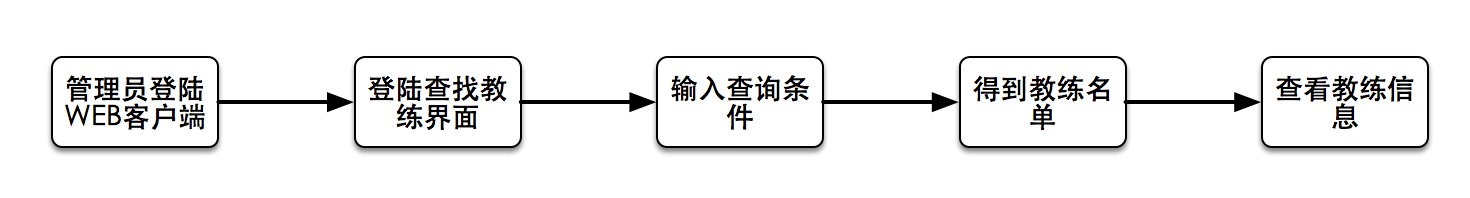 管理员登陆
WEB客户端
登陆查找教
练界面
输入查询条
件
得到教练名
单
查看教练信
息